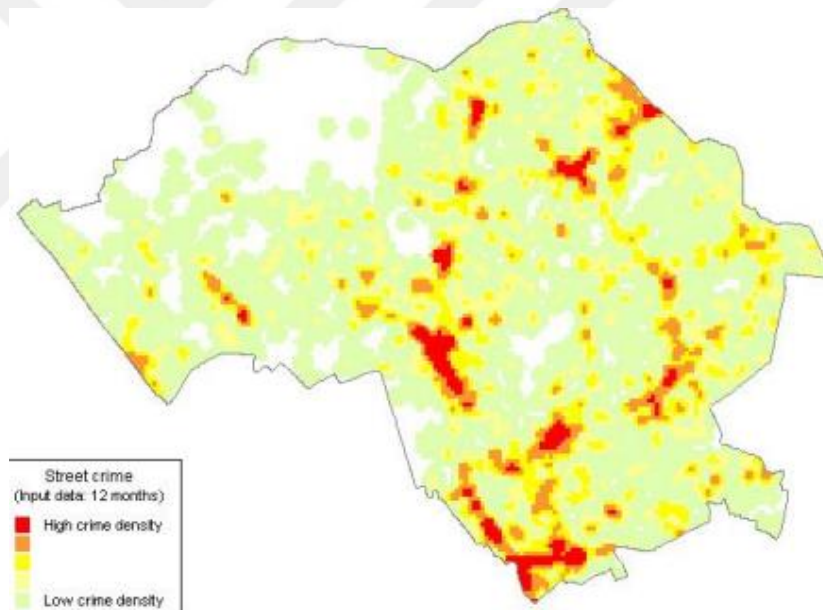 Street crime
(Input data: 12 months)
High crime density
Low crime density